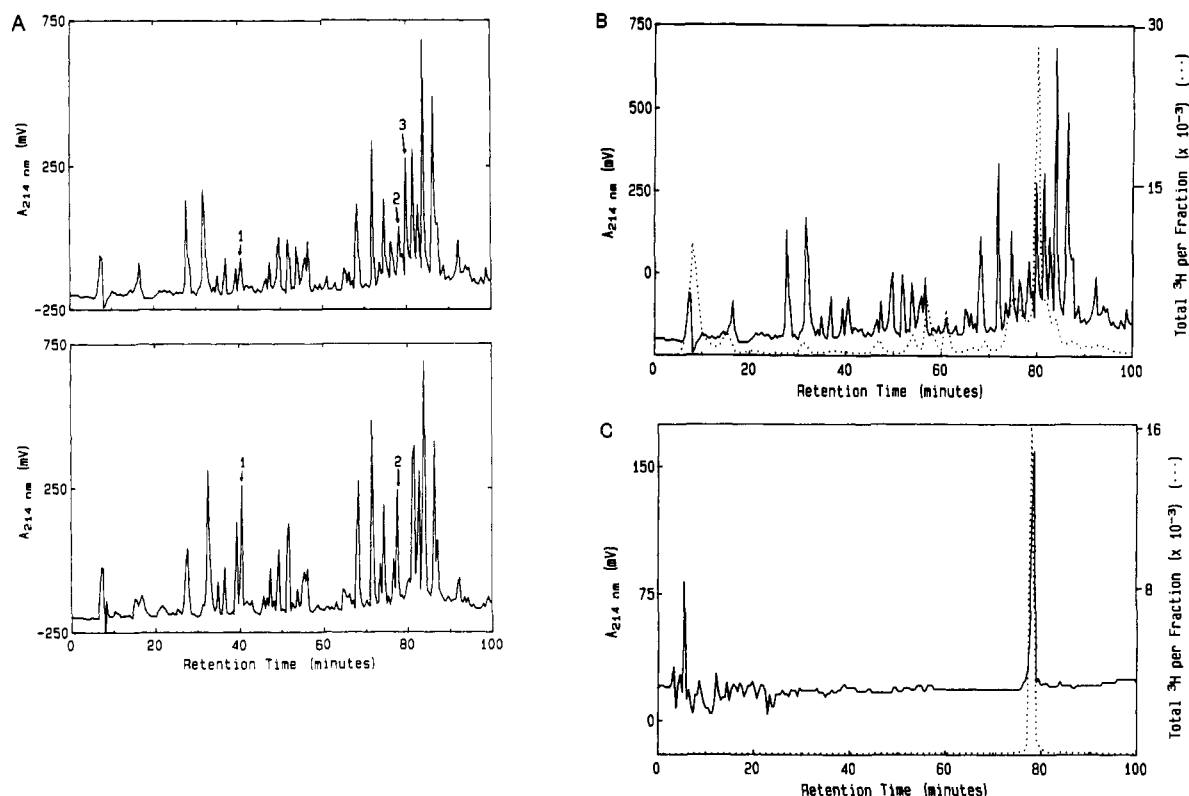 A
750
250
-250
A214 nm (mV)
1
2
3
750
250
-250
A214 nm (mV)
1
2
0 20 40 60 80 100
Retention Time (minutes)
B
750
500
250
0
A214 nm (mV)
30
15
Total ³H per Fraction (x 10⁻³) (···)
0 20 40 60 80 100
Retention Time (minutes)
C
150
75
0
A214 nm (mV)
16
8
Total ³H per Fraction (x 10⁻³) (···)
0 20 40 60 80 100
Retention Time (minutes)